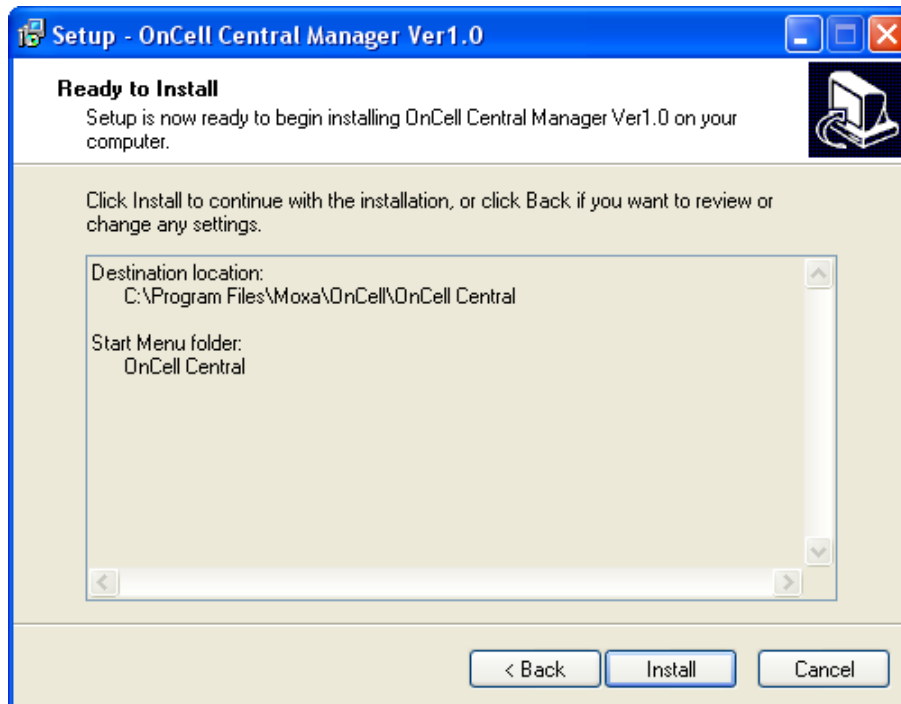 Setup - OnCell Central Manager Ver1.0
Ready to Install
Setup is now ready to begin installing OnCell Central Manager Ver1.0 on your
computer.
Click Install to continue with the installation, or click Back if you want to review or
change any settings.
Destination location:
C:\Program Files\Moxa\OnCell\OnCell Central
Start Menu folder:
OnCell Central
< Back
Install
Cancel